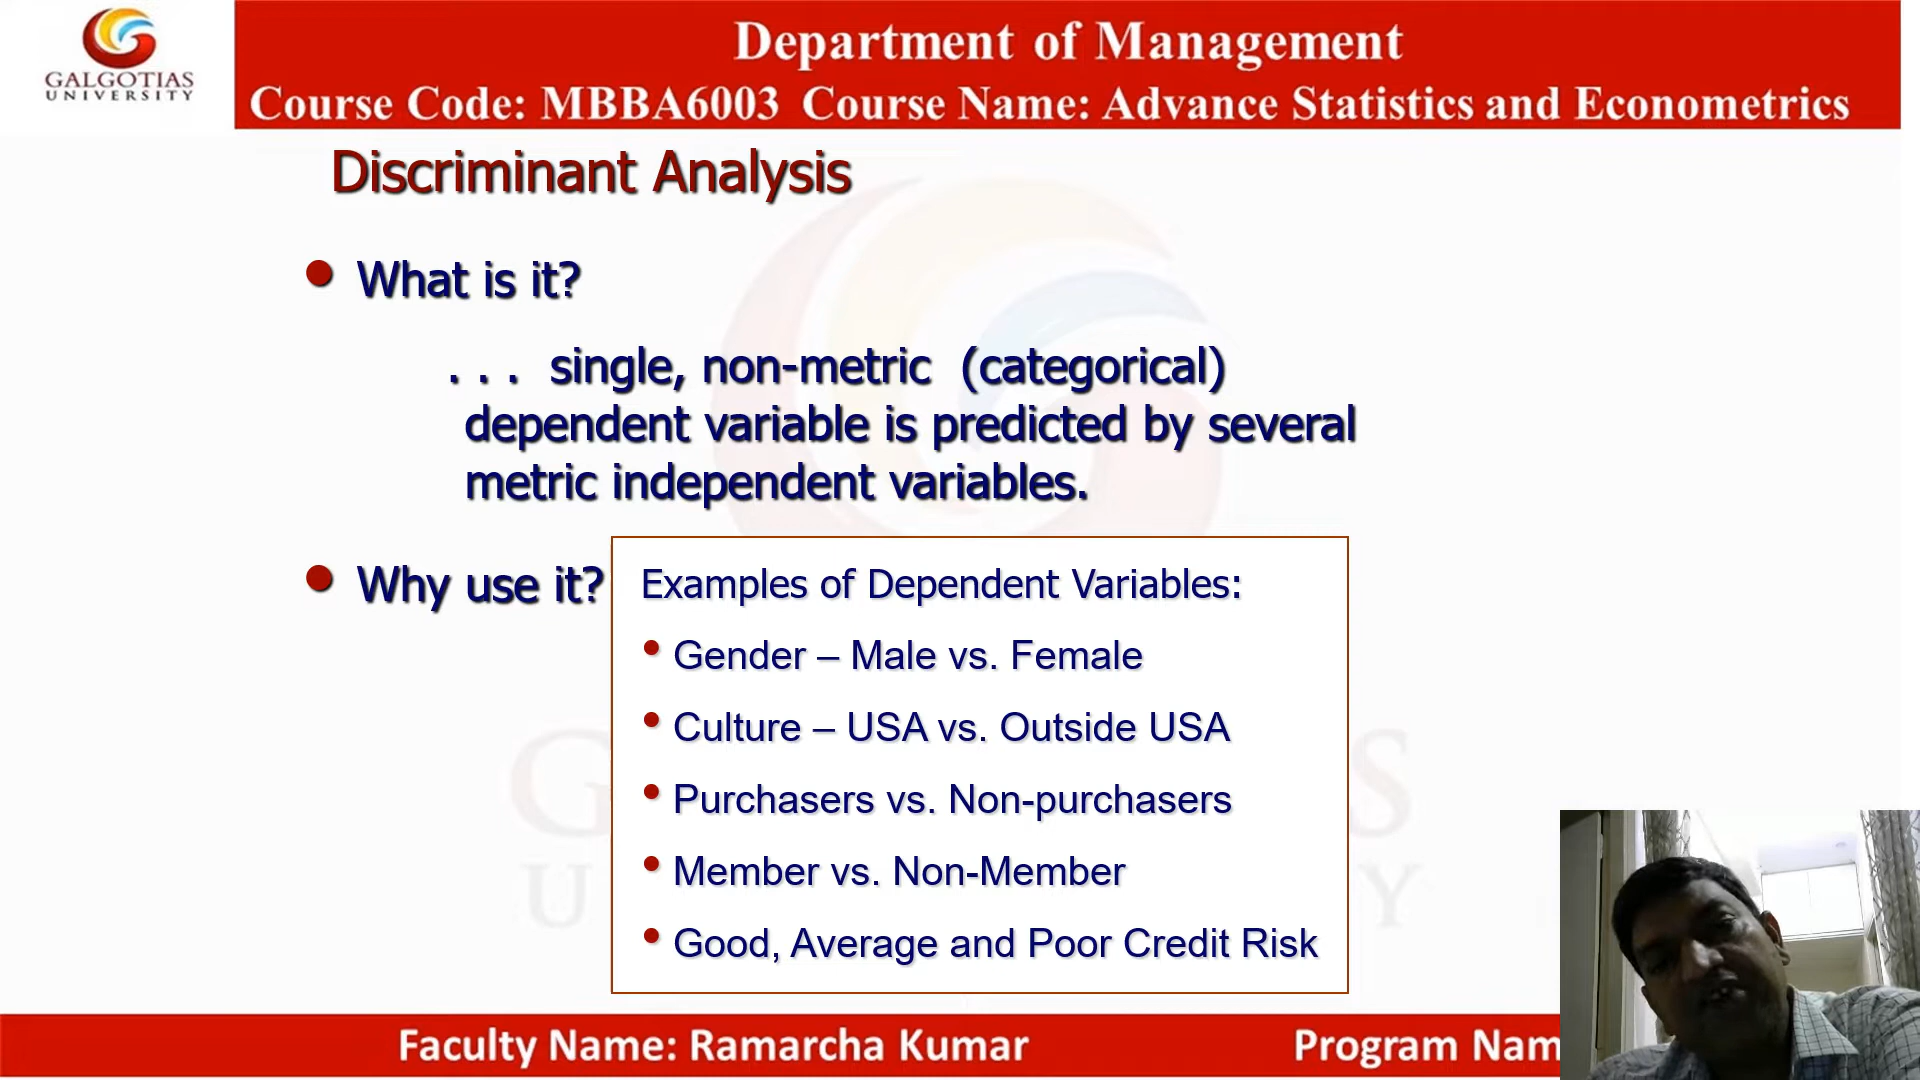 GALGOTIAS
UNIVERSITY
Department of Management
Course Code: MBBA6003 Course Name: Advance Statistics and Econometrics
Discriminant Analysis
• What is it?
. . . single, non-metric (categorical)
dependent variable is predicted by several
metric independent variables.
• Why use it?
Examples of Dependent Variables:
• Gender – Male vs. Female
• Culture – USA vs. Outside USA
• Purchasers vs. Non-purchasers
• Member vs. Non-Member
• Good, Average and Poor Credit Risk
Faculty Name: Ramarcha Kumar
Program Nam